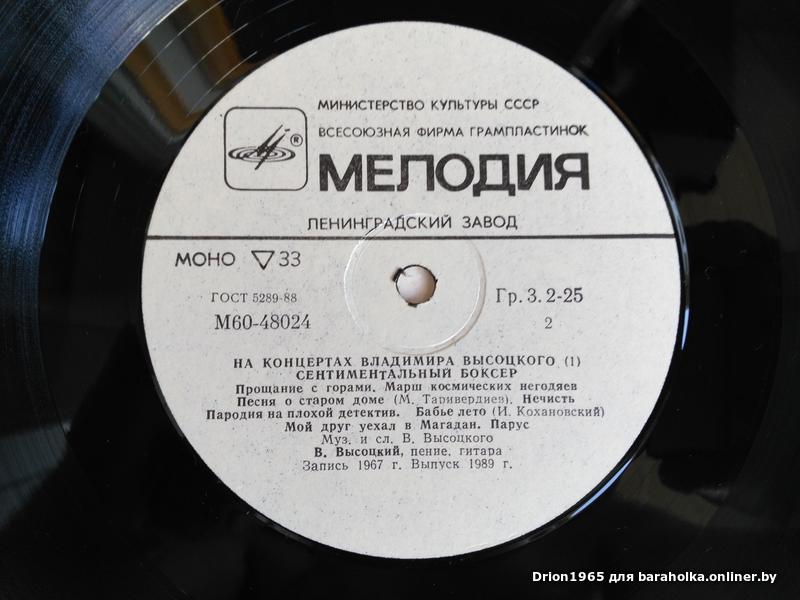 МИНИСТЕРСТВО КУЛЬТУРЫ СССР
ВСЕСОЮЗНАЯ ФИРМА ГРАМПЛАСТИНОК
®
МЕЛОДИЯ
ЛЕНИНГРАДСКИЙ ЗАВОД
МОНО ▽ 33
ГОСТ 5289-88
Гр. 3. 2-25
М60-48024
2
НА КОНЦЕРТАХ ВЛАДИМИРА ВЫСОЦКОГО (1)
СЕНТИМЕНТАЛЬНЫЙ БОКСЕР
Прощание с горами. Марш космических негодяев
Песня о старом доме (М. Таривердиев). Нечисть
Пародия на плохой детектив. Бабье лето (И. Кохановский)
Мой друг уехал в Магадан. Парус
Муз. и сл. В. Высоцкого
В. Высоцкий, пение, гитара
Запись 1967 г. Выпуск 1989 г.
Drion1965 для baraholka.onliner.by